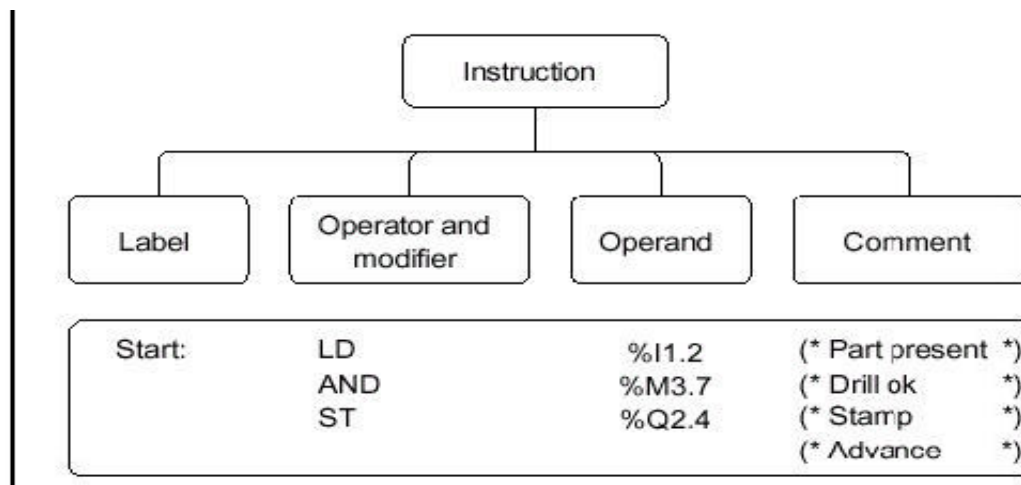 Instruction
Label
Operator and
modifier
Operand
Comment
Start: LD %I1.2 (* Part present *)
AND %M3.7 (* Drill ok *)
ST %Q2.4 (* Stamp *)
(* Advance *)